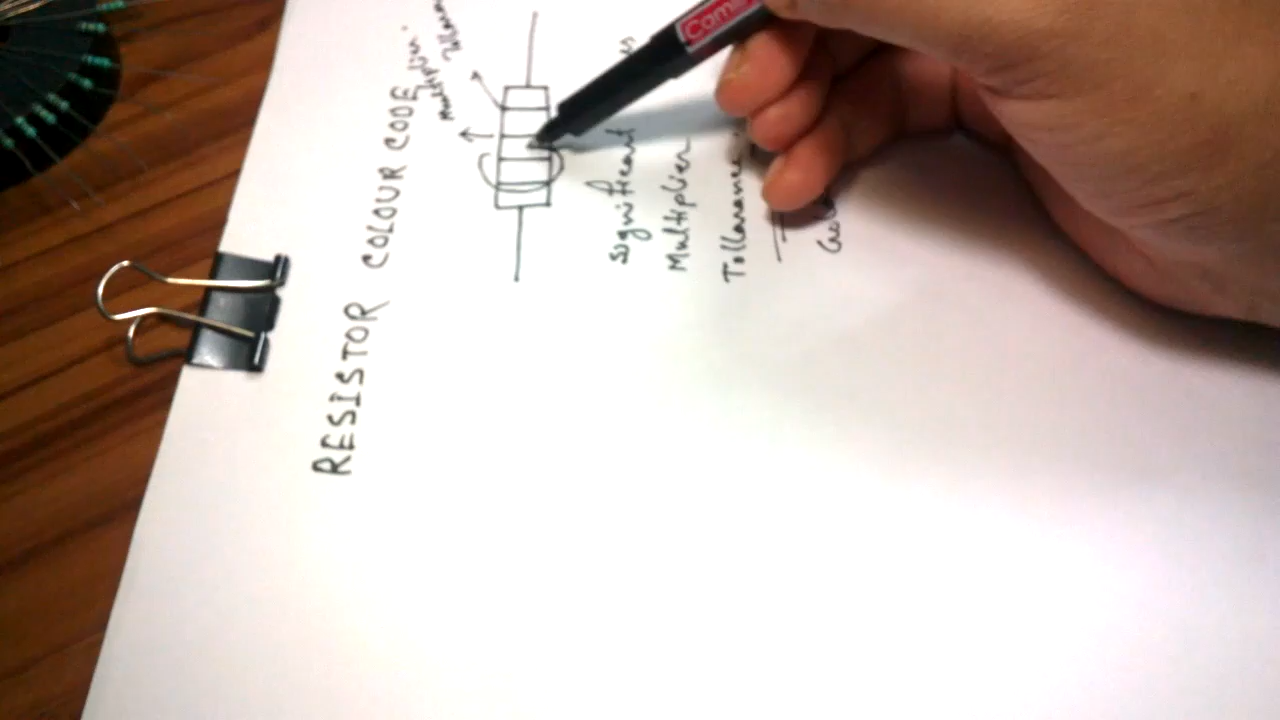 RESISTOR COLOUR CODE
Multiplier
Significant
Multiplier
Tollarance